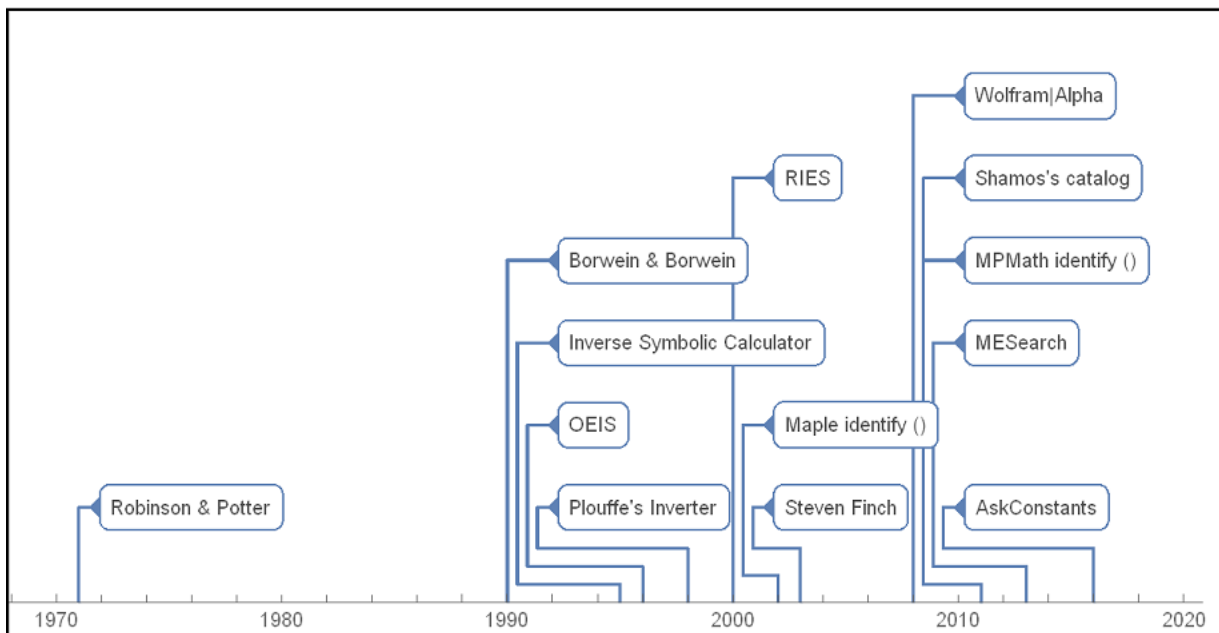 Wolfram|Alpha
RIES
Shamos's catalog
Borwein & Borwein
MPMath identify ()
Inverse Symbolic Calculator
MESearch
OEIS
Maple identify ()
Robinson & Potter
Plouffe's Inverter
Steven Finch
AskConstants
1970
1980
1990
2000
2010
2020